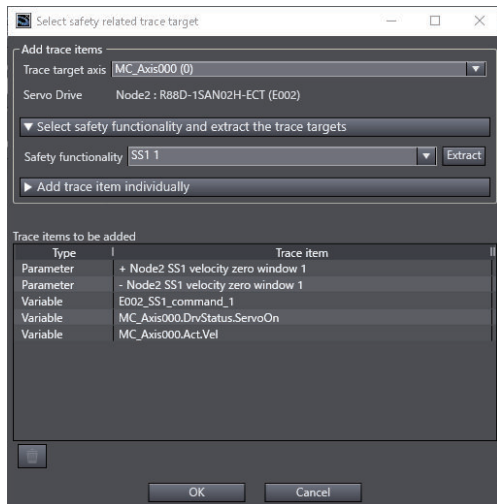 Select safety related trace target
Add trace items
Trace target axis MC_Axis000 (0)
Servo Drive Node2 : R88D-1SAN02H-ECT (E002)
▼ Select safety functionality and extract the trace targets
Safety functionality SS1 1 Extract
▶ Add trace item individually
Trace items to be added
Type Trace item
Parameter + Node2 SS1 velocity zero window 1
Parameter - Node2 SS1 velocity zero window 1
Variable E002_SS1_command_1
Variable MC_Axis000.DrvStatus.ServoOn
Variable MC_Axis000.Act.Vel
OK Cancel